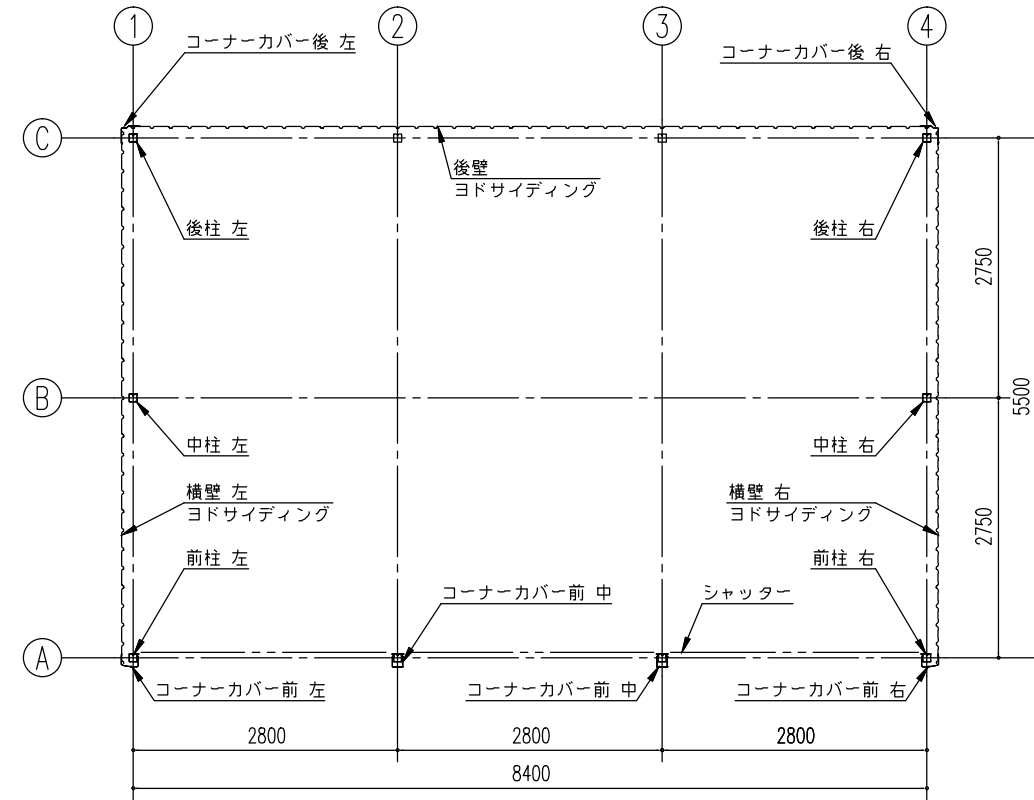 1
2
3
4
コーナーカバー後 左
コーナーカバー後 右
C
後壁
ヨドサイディング
後柱 左
後柱 右
2750
B
5500
中柱 左
中柱 右
横壁 左
ヨドサイディング
横壁 右
ヨドサイディング
2750
前柱 左
前柱 右
コーナーカバー前 中
シャッター
A
コーナーカバー前 左
コーナーカバー前 中
コーナーカバー前 右
2800
2800
2800
8400